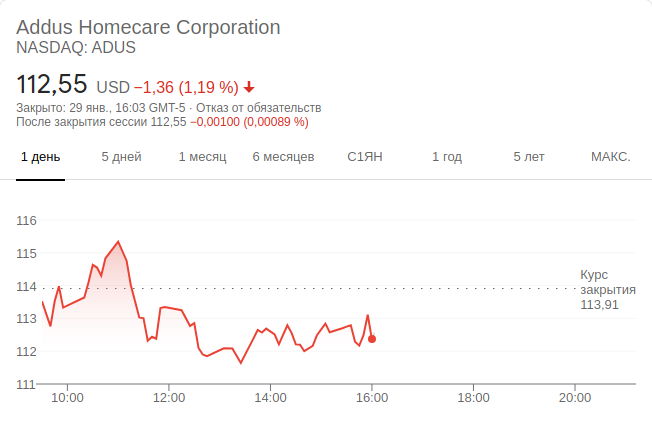 Addus Homecare Corporation
NASDAQ: ADUS
112,55 USD −1,36 (1,19 %)
Закрыто: 29 янв., 16:03 GMT-5 · Отказ от обязательств
После закрытия сессии 112,55 −0,00100 (0,00089 %)
1 день 5 дней 1 месяц 6 месяцев С1ЯН 1 год 5 лет МАКС.
116
115
114
113
112
111
Курс
закрытия
113,91
10:00 12:00 14:00 16:00 18:00 20:00